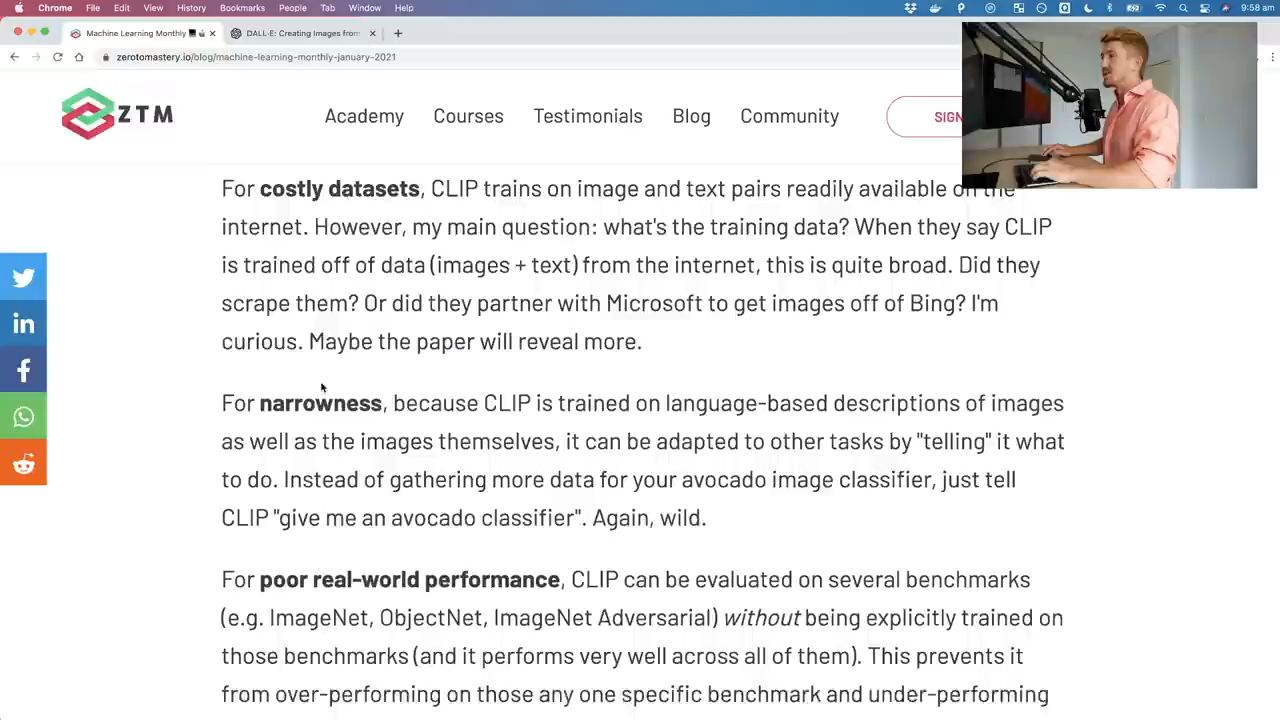 Chrome File Edit View History Bookmarks People Tab Window Help 9:58 am
Machine Learning Monthly DALL·E: Creating Images from
zerotomastery.io/blog/machine-learning-monthly-january-2021
ZTM Academy Courses Testimonials Blog Community SIGN
For costly datasets, CLIP trains on image and text pairs readily available on the
internet. However, my main question: what's the training data? When they say CLIP
is trained off of data (images + text) from the internet, this is quite broad. Did they
scrape them? Or did they partner with Microsoft to get images off of Bing? I'm
curious. Maybe the paper will reveal more.
For narrowness, because CLIP is trained on language-based descriptions of images
as well as the images themselves, it can be adapted to other tasks by "telling" it what
to do. Instead of gathering more data for your avocado image classifier, just tell
CLIP "give me an avocado classifier". Again, wild.
For poor real-world performance, CLIP can be evaluated on several benchmarks
(e.g. ImageNet, ObjectNet, ImageNet Adversarial) without being explicitly trained on
those benchmarks (and it performs very well across all of them). This prevents it
from over-performing on those any one specific benchmark and under-performing